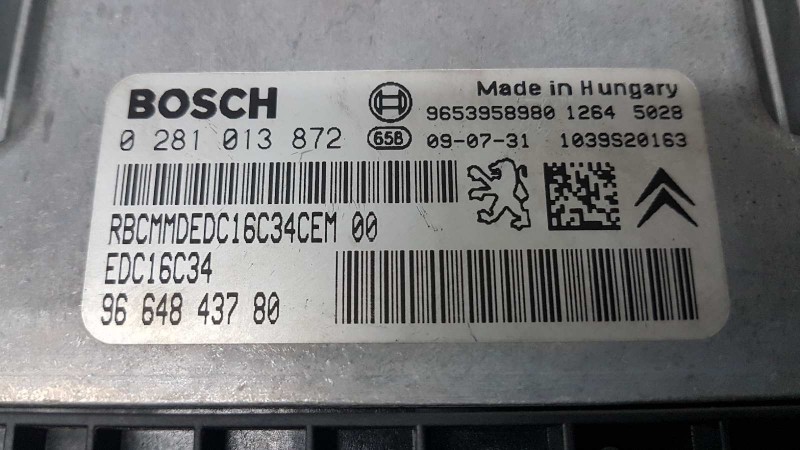 BOSCH
Made in Hungary
9653958980 1264 5028
0 281 013 872 658 09-07-31 1039S20163
RBCMMDEDC16C34CEM 00
EDC16C34
96 648 437 80